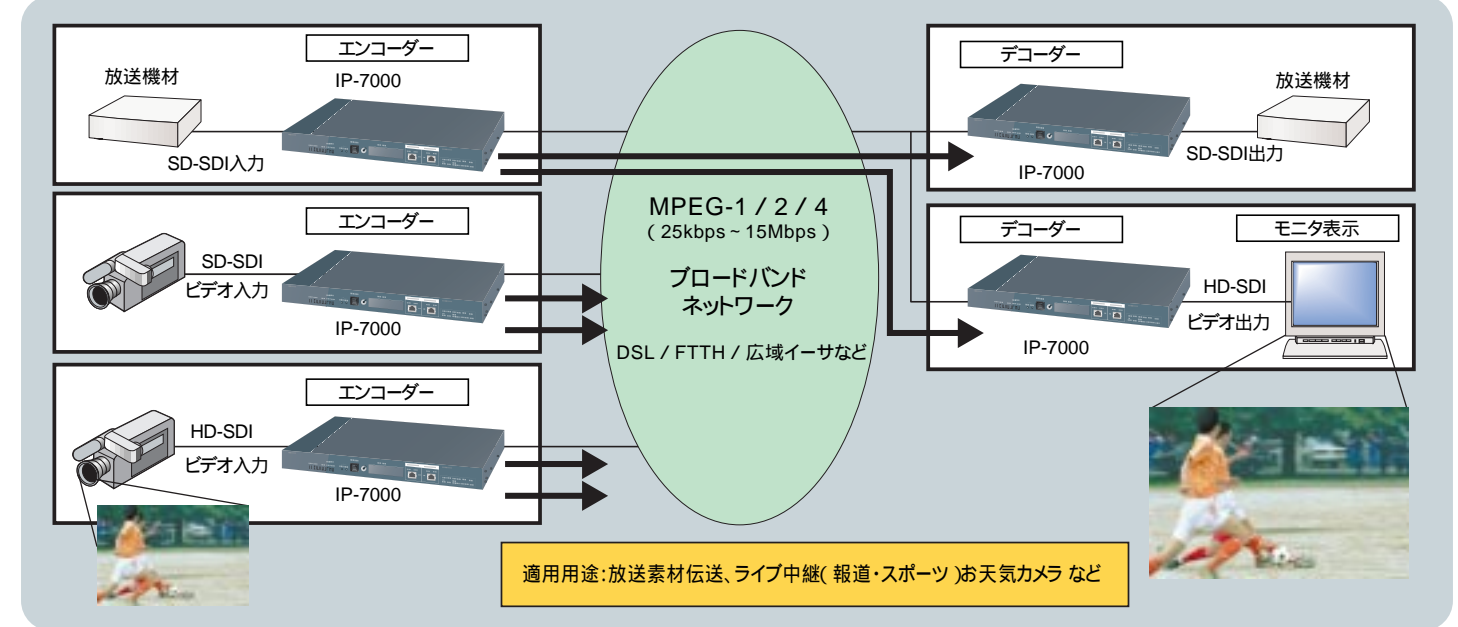 エンコーダー
IP-7000
放送機材
SD-SDI入力
エンコーダー
SD-SDI
ビデオ入力
IP-7000
エンコーダー
HD-SDI
ビデオ入力
IP-7000
MPEG-1 / 2 / 4
( 25kbps ~ 15Mbps )
ブロードバンド
ネットワーク
DSL / FTTH / 広域イーサなど
デコーダー
放送機材
SD-SDI出力
IP-7000
デコーダー
モニタ表示
HD-SDI
ビデオ出力
IP-7000
適用用途:放送素材伝送、ライブ中継( 報道・スポーツ )お天気カメラ など